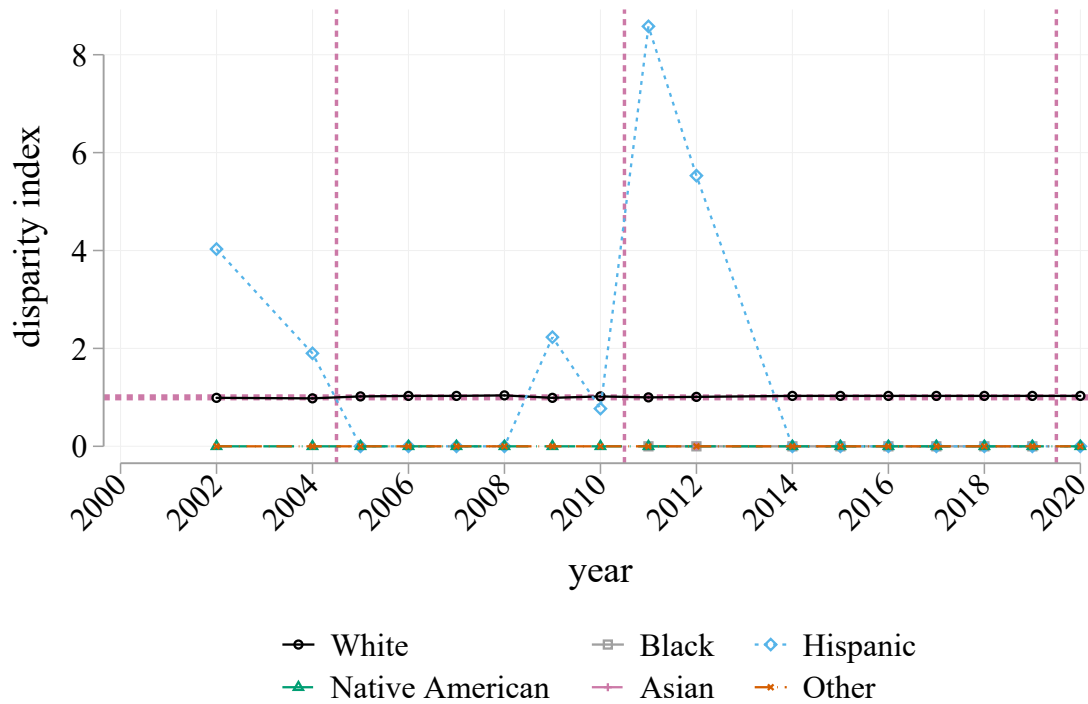 disparity index
8
6
4
2
0
2000 2002 2004 2006 2008 2010 2012 2014 2016 2018 2020
year
White Black Hispanic
Native American Asian Other